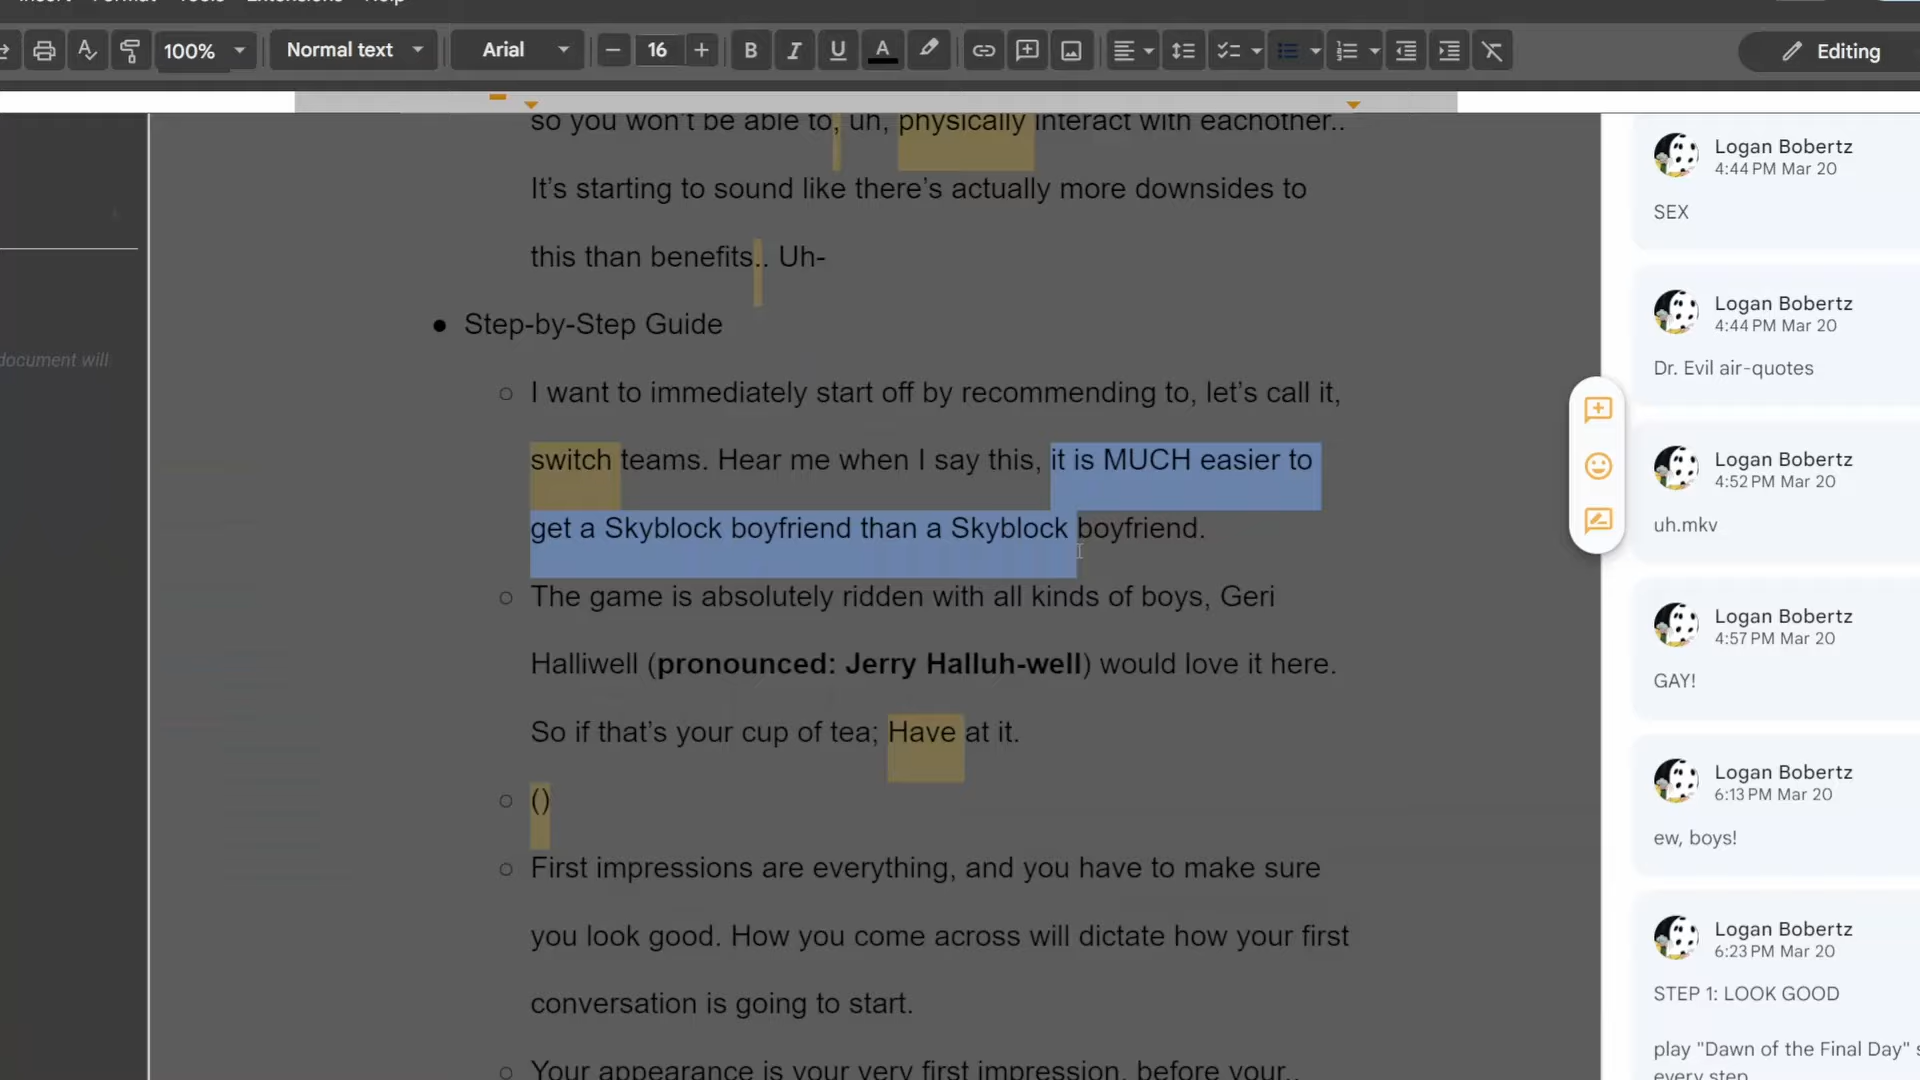 Insert Format Tools Extensions Help
100% Normal text Arial 16 B I U A Editing
so you won't be able to, uh, physically interact with eachother..
It's starting to sound like there's actually more downsides to
this than benefits.. Uh-
Step-by-Step Guide
document will
I want to immediately start off by recommending to, let's call it,
switch teams. Hear me when I say this, it is MUCH easier to
get a Skyblock boyfriend than a Skyblock boyfriend.
The game is absolutely ridden with all kinds of boys, Geri
Halliwell (pronounced: Jerry Halluh-well) would love it here.
So if that's your cup of tea; Have at it.
()
First impressions are everything, and you have to make sure
you look good. How you come across will dictate how your first
conversation is going to start.
Your appearance is your very first impression, before your..
Logan Bobertz
4:44 PM Mar 20
SEX
Logan Bobertz
4:44 PM Mar 20
Dr. Evil air-quotes
Logan Bobertz
4:52 PM Mar 20
uh.mkv
Logan Bobertz
4:57 PM Mar 20
GAY!
Logan Bobertz
6:13 PM Mar 20
ew, boys!
Logan Bobertz
6:23 PM Mar 20
STEP 1: LOOK GOOD
play "Dawn of the Final Day" s
every step